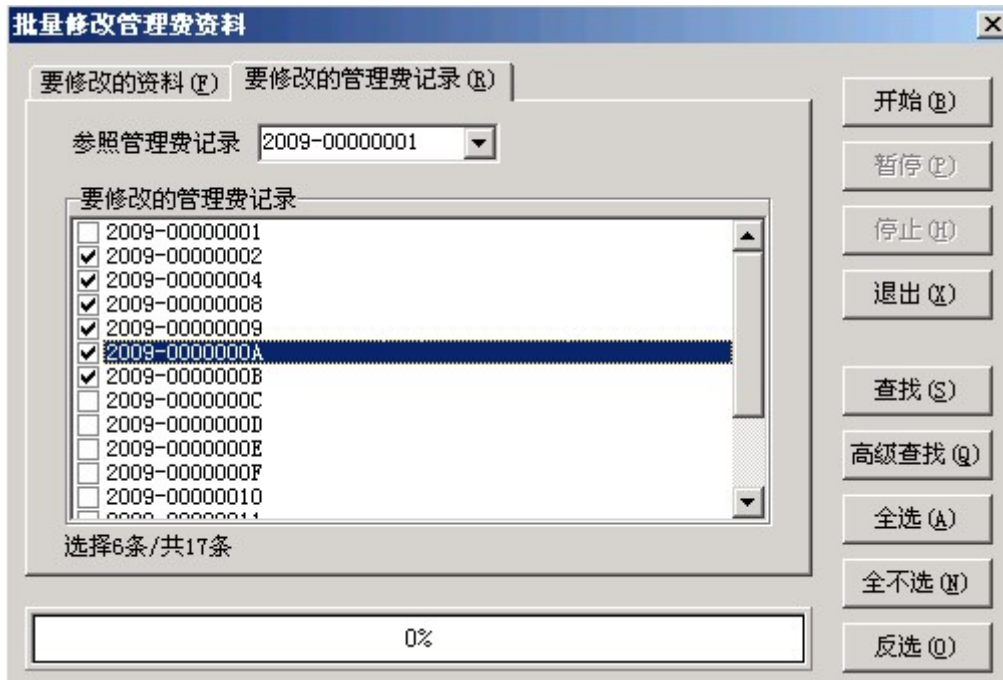 批量修改管理费资料
要修改的资料(F)
要修改的管理费记录(R)
参照管理费记录 2009-00000001
要修改的管理费记录
2009-00000001
2009-00000002
2009-00000004
2009-00000008
2009-00000009
2009-0000000A
2009-0000000B
2009-0000000C
2009-0000000D
2009-0000000E
2009-0000000F
2009-00000010
2009-00000011
选择6条/共17条
0%
开始(B)
暂停(P)
停止(H)
退出(X)
查找(S)
高级查找(Q)
全选(A)
全不选(N)
反选(O)